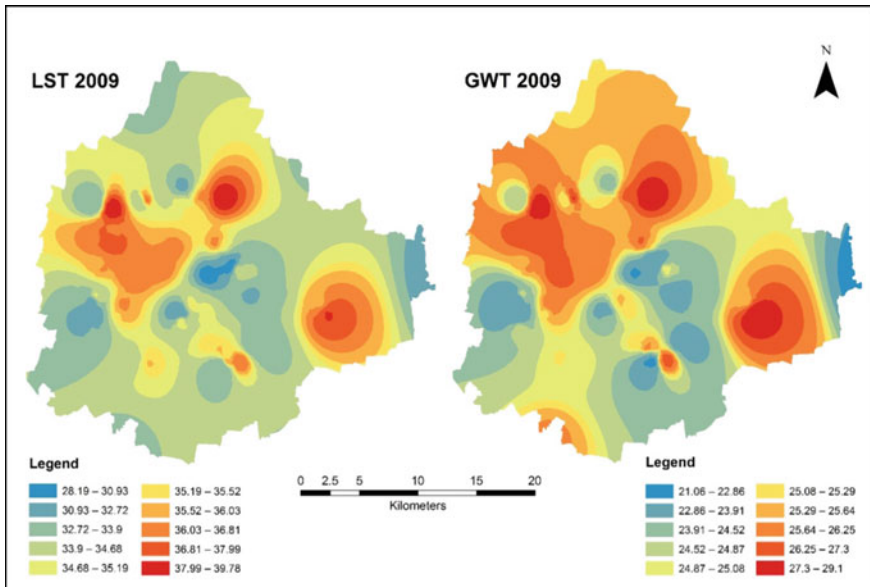 LST 2009
GWT 2009
N
Legend
28.19 – 30.93
30.93 – 32.72
32.72 – 33.9
33.9 – 34.68
34.68 – 35.19
35.19 – 35.52
35.52 – 36.03
36.03 – 36.81
36.81 – 37.99
37.99 – 39.78
0 2.5 5 10 15 20
Kilometers
Legend
21.06 – 22.86
22.86 – 23.91
23.91 – 24.52
24.52 – 24.87
24.87 – 25.08
25.08 – 25.29
25.29 – 25.64
25.64 – 26.25
26.25 – 27.3
27.3 – 29.1